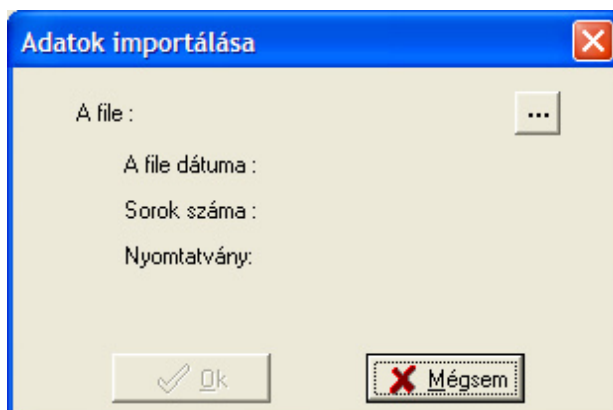 Adatok importálása
A file :
...
A file dátuma :
Sorok száma :
Nyomtatvány:
Ok
Mégsem